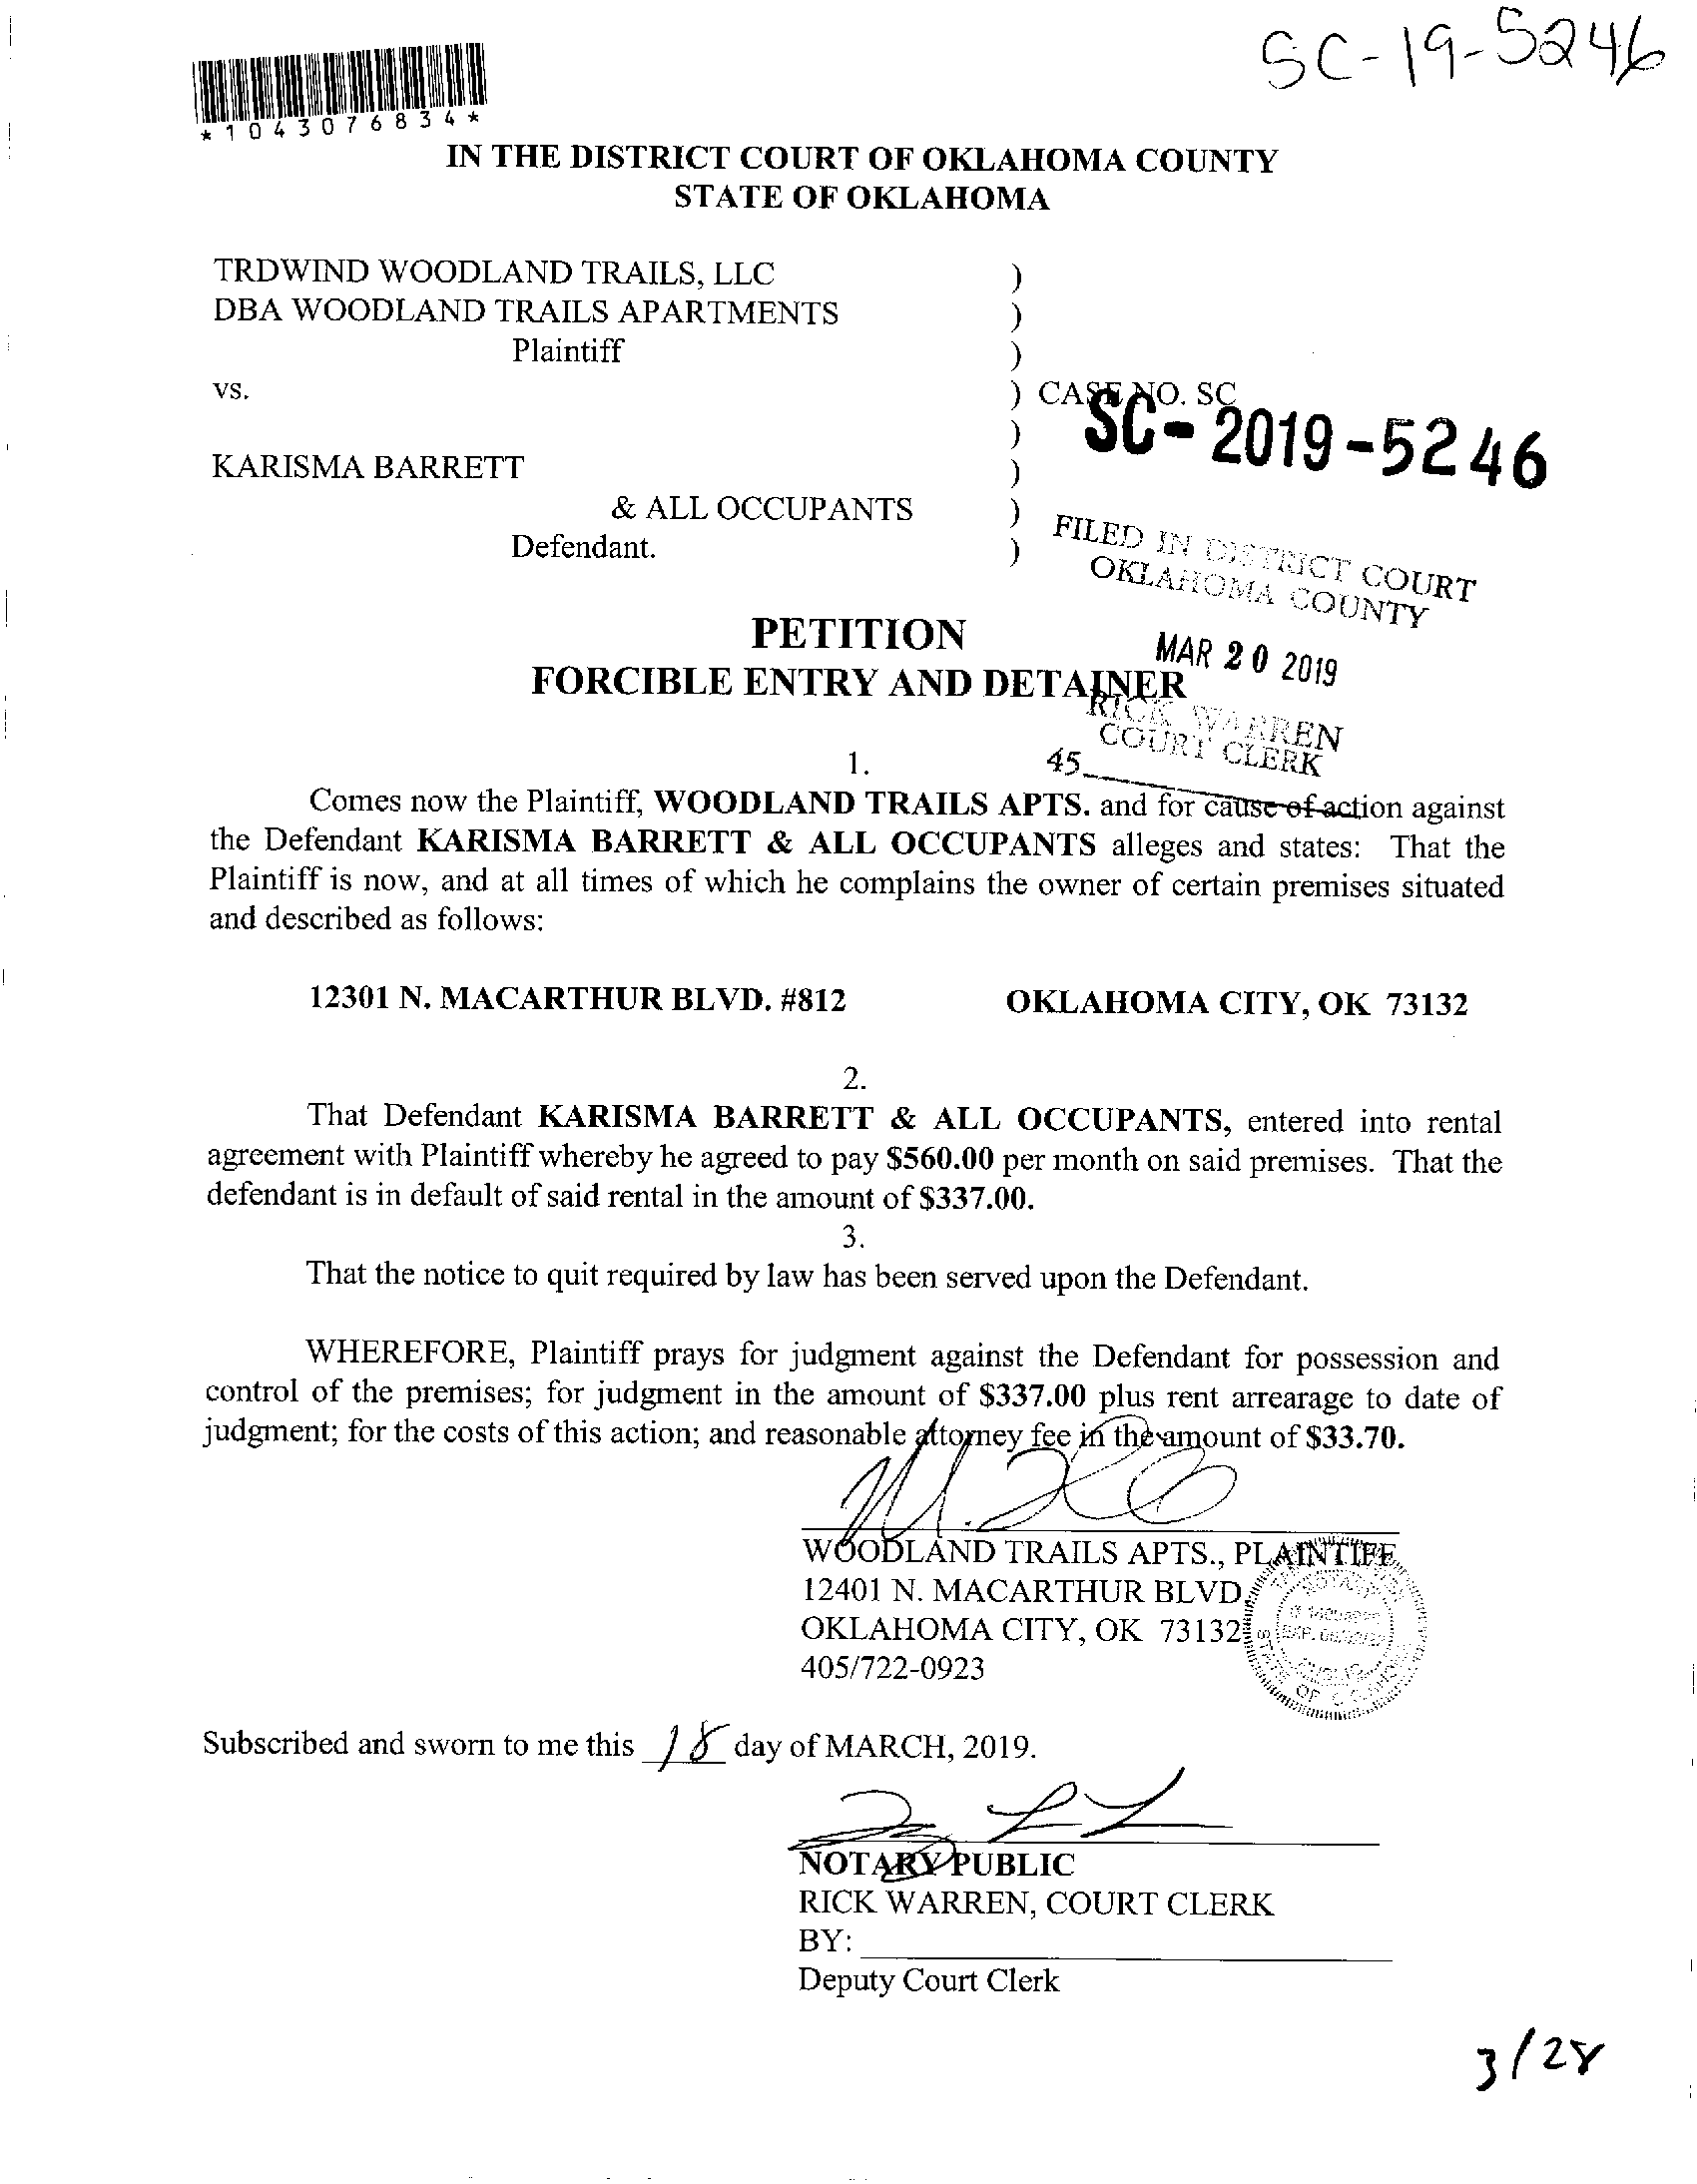 SC-19-5246
*1043076834*
IN THE DISTRICT COURT OF OKLAHOMA COUNTY
STATE OF OKLAHOMA
TRDWIND WOODLAND TRAILS, LLC )
DBA WOODLAND TRAILS APARTMENTS )
Plaintiff )
vs. ) CASE NO. SC
SC-2019-5246
)
KARISMA BARRETT )
& ALL OCCUPANTS )
Defendant. )
FILED IN DISTRICT COURT
OKLAHOMA COUNTY
PETITION
MAR 20 2019
FORCIBLE ENTRY AND DETAINER
RICK WARREN
COURT CLERK
1.
45
Comes now the Plaintiff, WOODLAND TRAILS APTS. and for cause of action against
the Defendant KARISMA BARRETT & ALL OCCUPANTS alleges and states: That the
Plaintiff is now, and at all times of which he complains the owner of certain premises situated
and described as follows:
12301 N. MACARTHUR BLVD. #812 OKLAHOMA CITY, OK 73132
2.
That Defendant KARISMA BARRETT & ALL OCCUPANTS, entered into rental
agreement with Plaintiff whereby he agreed to pay $560.00 per month on said premises. That the
defendant is in default of said rental in the amount of $337.00.
3.
That the notice to quit required by law has been served upon the Defendant.
WHEREFORE, Plaintiff prays for judgment against the Defendant for possession and
control of the premises; for judgment in the amount of $337.00 plus rent arrearage to date of
judgment; for the costs of this action; and reasonable attorney fee in the amount of $33.70.
WOODLAND TRAILS APTS., PLAINTIFF
12401 N. MACARTHUR BLVD.
OKLAHOMA CITY, OK 73132
405/722-0923
Subscribed and sworn to me this 18 day of MARCH, 2019.
NOTARY PUBLIC
RICK WARREN, COURT CLERK
BY:
Deputy Court Clerk
3/28